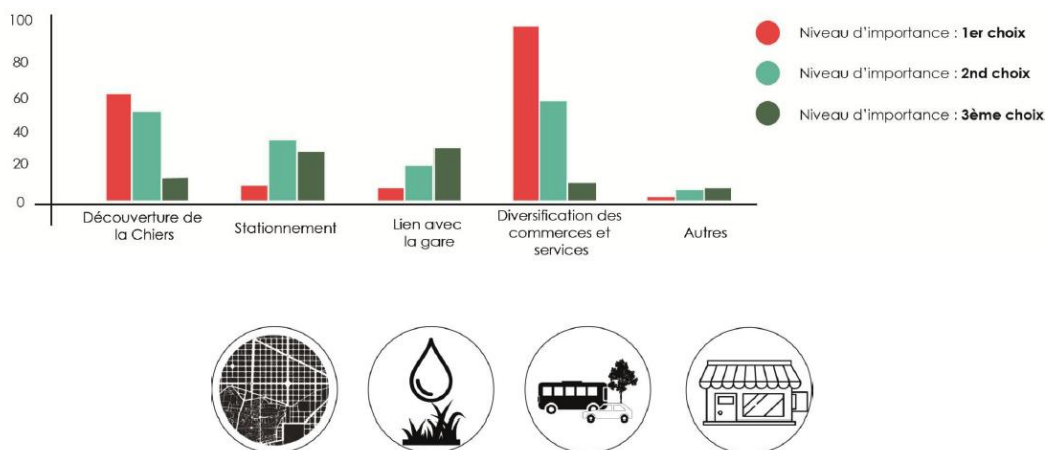 100
80
60
40
20
0
Découverture de
la Chiers
Stationnement
Lien avec
la gare
Diversification des
commerces et
services
Autres
Niveau d'importance : 1er choix
Niveau d'importance : 2nd choix
Niveau d'importance : 3ème choix